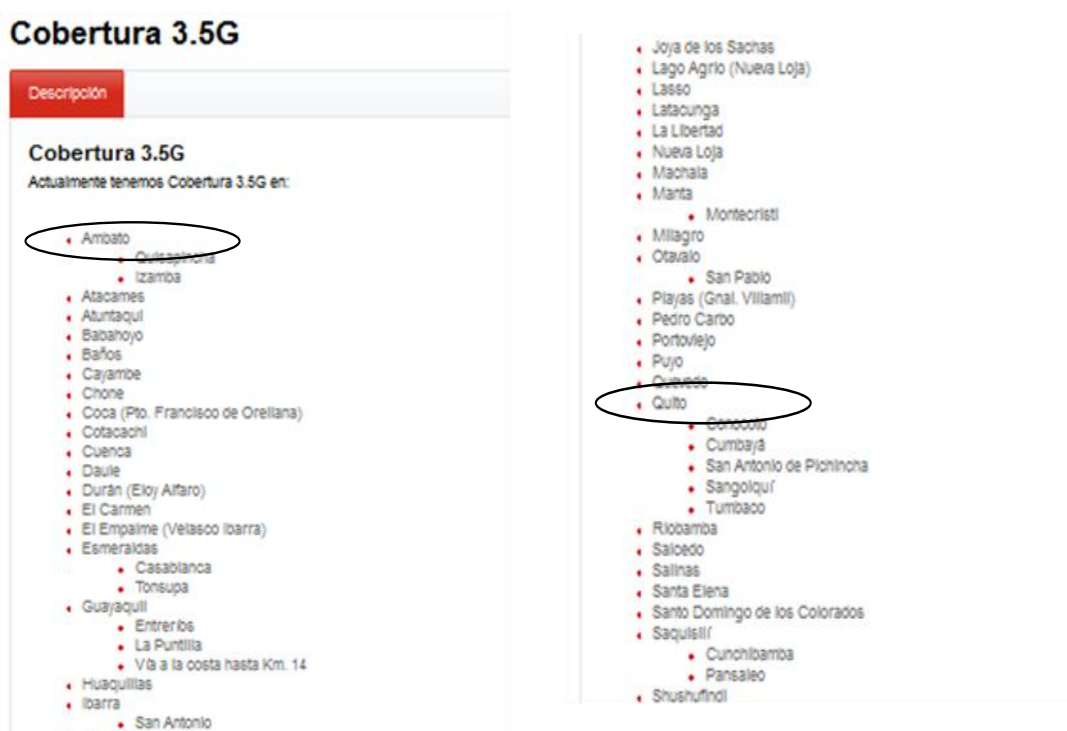 Cobertura 3.5G
Descripción
Cobertura 3.5G
Actualmente tenemos Cobertura 3.5G en:
Ambato
Quisapincha
Izamba
Atacames
Atuntaqui
Babahoyo
Baños
Cayambe
Chone
Coca (Pto. Francisco de Orellana)
Cotacachi
Cuenca
Daule
Durán (Eloy Alfaro)
El Carmen
El Empalme (Velasco Ibarra)
Esmeraldas
Casablanca
Tonsupa
Guayaquil
Entreríos
La Puntilla
Vía a la costa hasta Km. 14
Huaquillas
Ibarra
San Antonio
Joya de los Sachas
Lago Agrio (Nueva Loja)
Lasso
Latacunga
La Libertad
Nueva Loja
Machala
Manta
Montecristi
Milagro
Otavalo
San Pablo
Playas (Gnal. Villamil)
Pedro Carbo
Portoviejo
Puyo
Quevedo
Quito
Conocoto
Cumbayá
San Antonio de Pichincha
Sangolquí
Tumbaco
Riobamba
Salcedo
Salinas
Santa Elena
Santo Domingo de los Colorados
Saquisilí
Cunchibamba
Pansaleo
Shushufindi